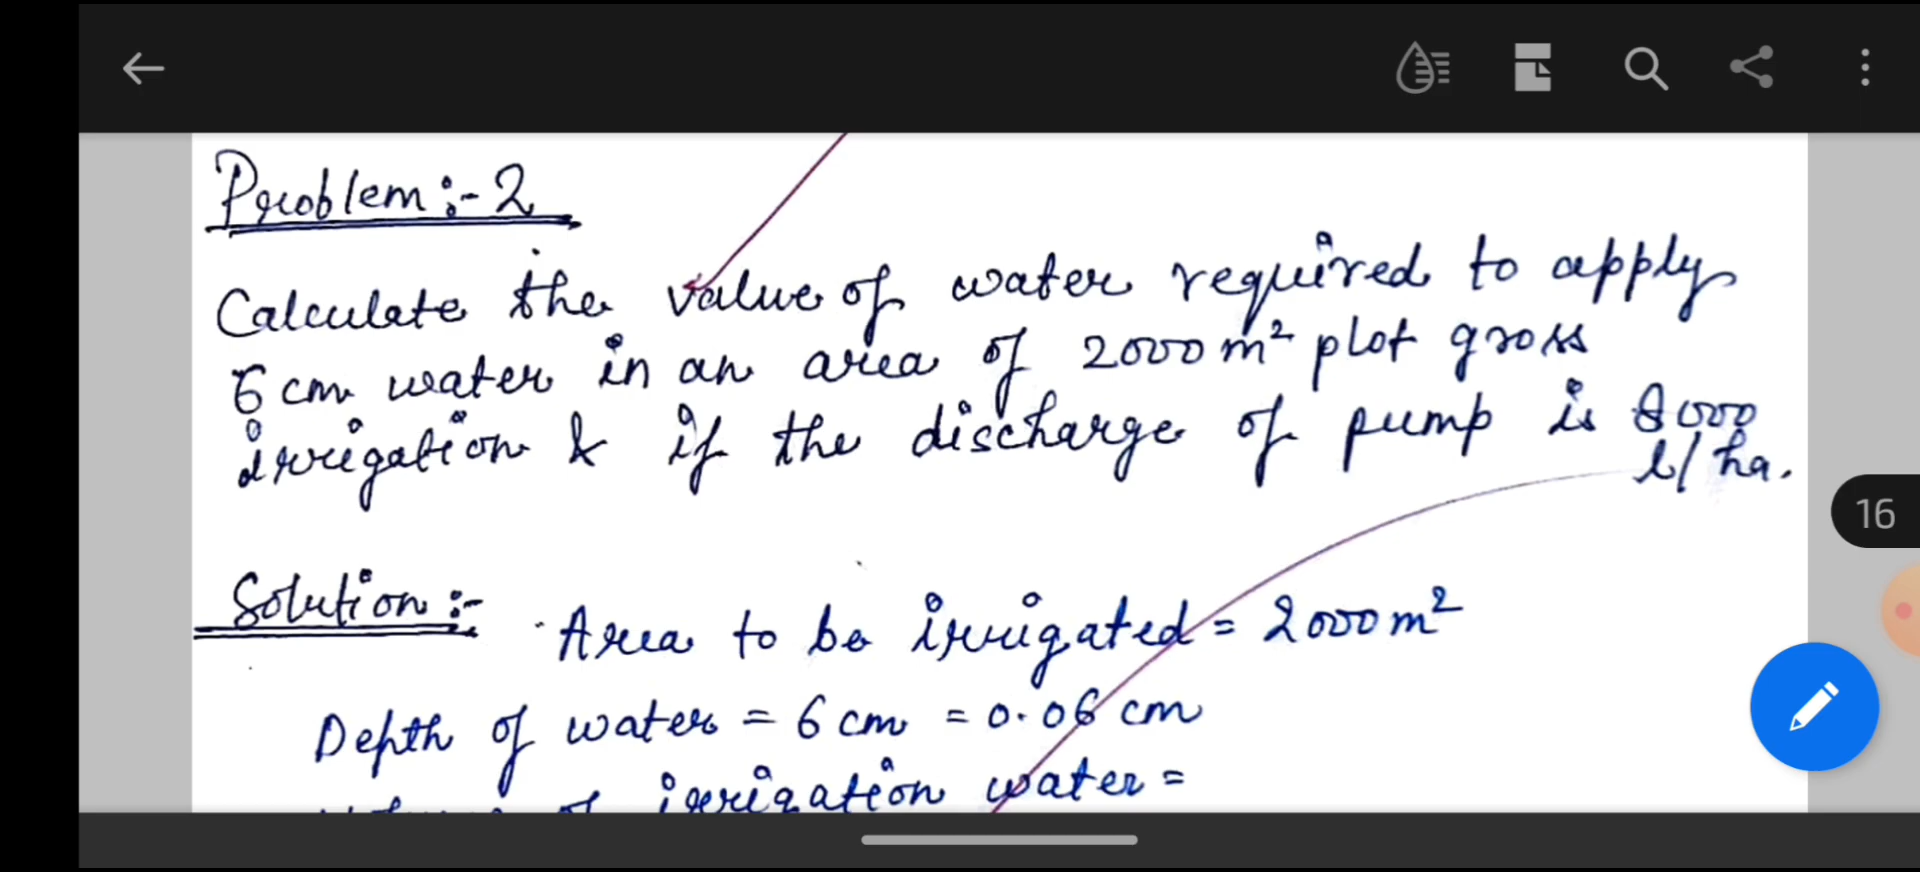 Problem :- 2
Calculate the value of water required to apply
6 cm water in an area of 2000 m² plot gross
irrigation & if the discharge of pump is 8000
l/ha.
16
Solution :- Area to be irrigated = 2000 m²
Depth of water = 6 cm = 0.06 cm
of irrigation water =